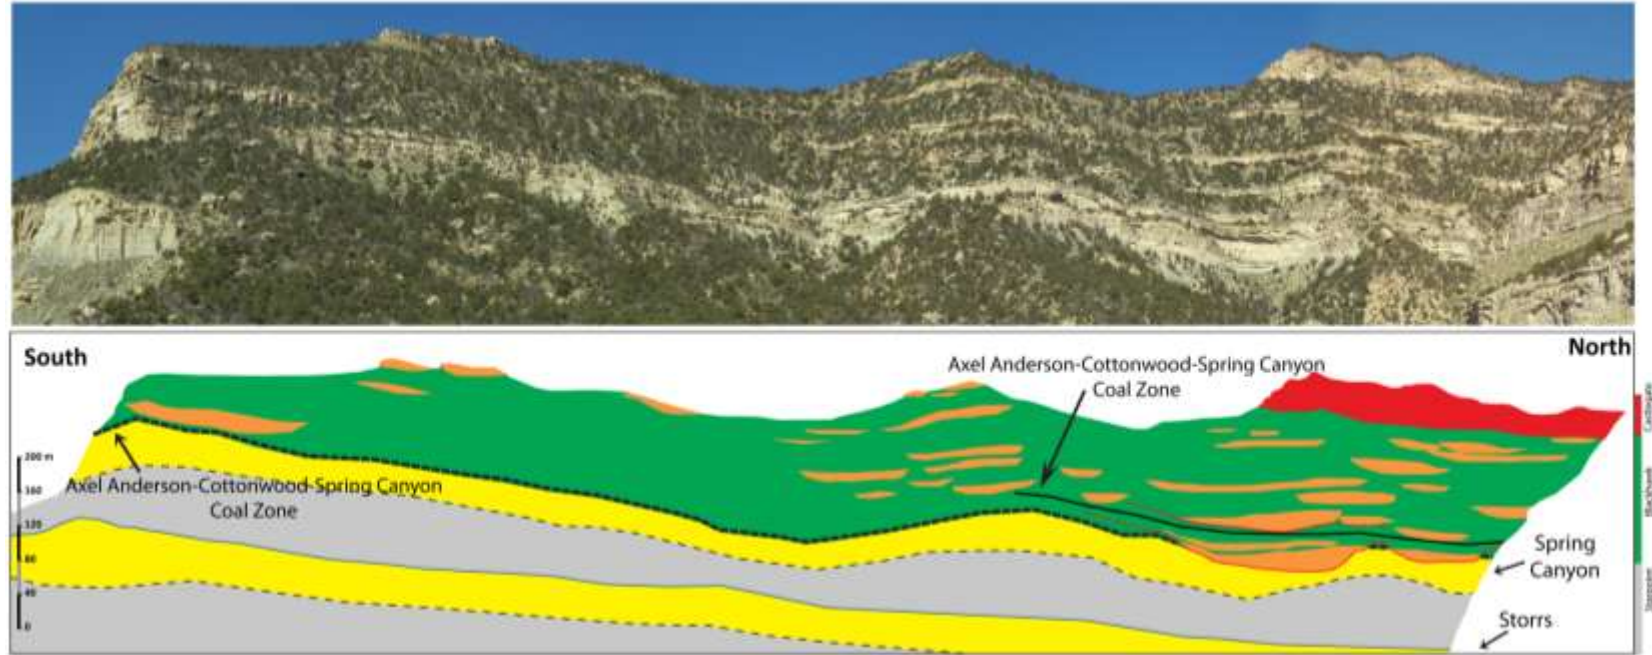 South
North
Axel Anderson-Cottonwood-Spring Canyon
Coal Zone
200 m
160
120
80
40
0
Axel Anderson-Cottonwood-Spring Canyon
Coal Zone
Spring
Canyon
Storrs